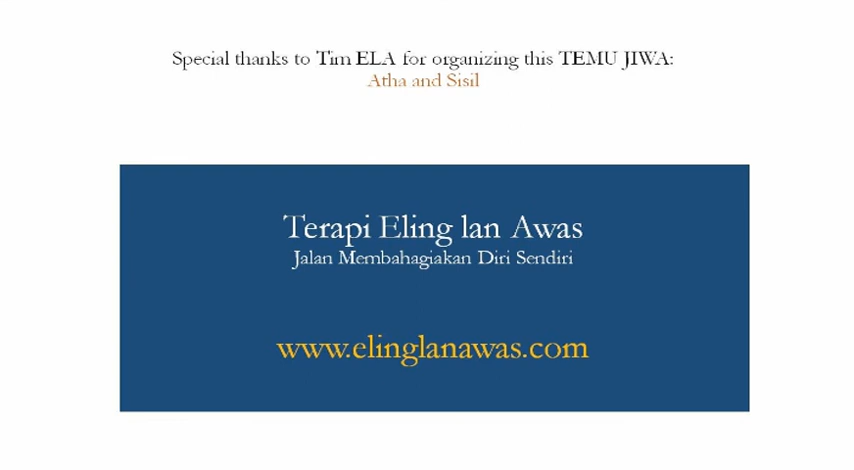 Special thanks to Tim ELA for organizing this TEMU JIWA:
Atha and Sisil
Terapi Eling lan Awas
Jalan Membahagiakan Diri Sendiri
www.elinglanawas.com